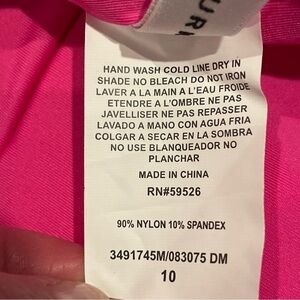 HAND WASH COLD LINE DRY IN
SHADE NO BLEACH DO NOT IRON
LAVER A LA MAIN A L'EAU FROIDE
ETENDRE A L'OMBRE NE PAS
JAVELLISER NE PAS REPASSER
LAVADO A MANO CON AGUA FRIA
COLGAR A SECAR EN LA SOMBRA
NO USE BLANQUEADOR NO
PLANCHAR
MADE IN CHINA
RN#59526
90% NYLON 10% SPANDEX
3491745M/083075 DM
10